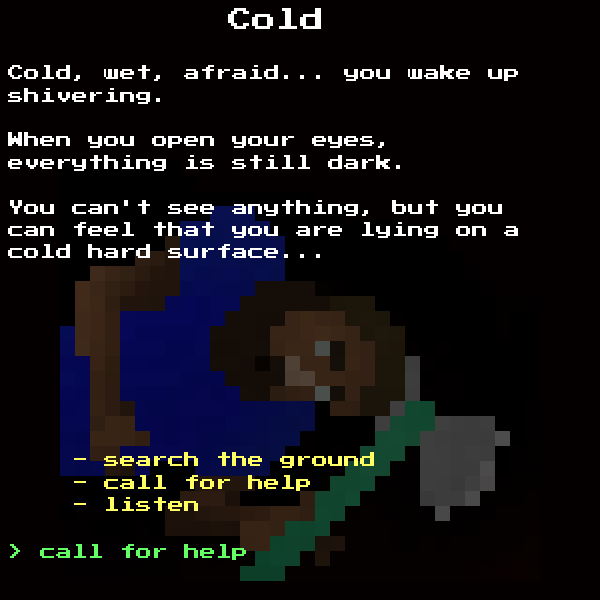 Cold
Cold, wet, afraid... you wake up
shivering.
When you open your eyes,
everything is still dark.
You can't see anything, but you
can feel that you are lying on a
cold hard surface...
- search the ground
- call for help
- listen
> call for help